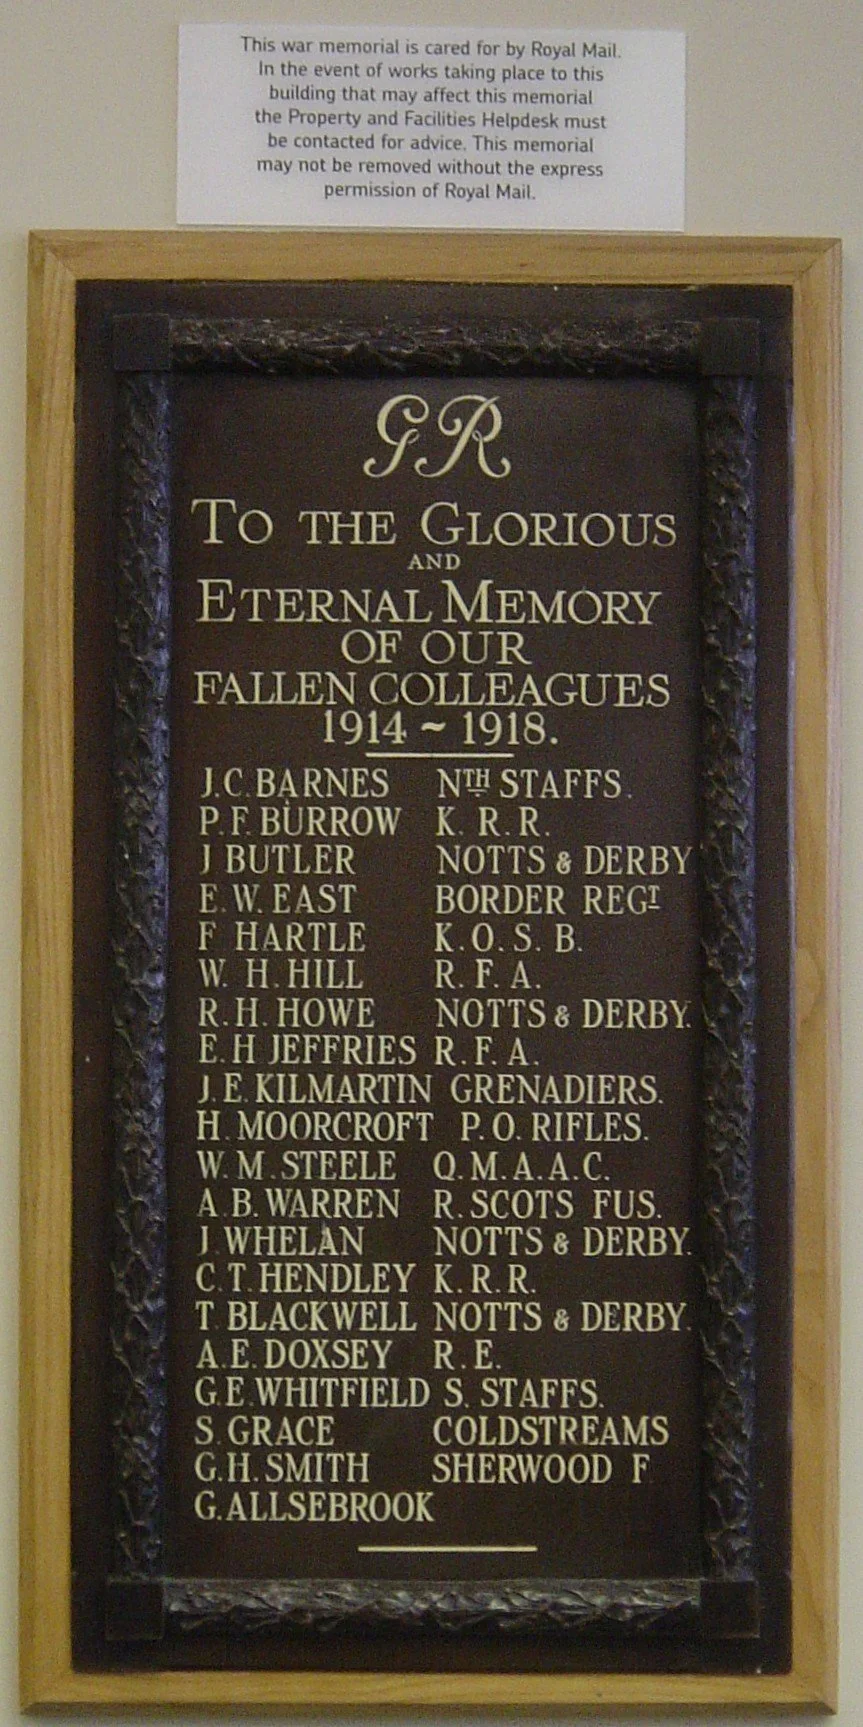 This war memorial is cared for by Royal Mail.
In the event of works taking place to this
building that may affect this memorial
the Property and Facilities Helpdesk must
be contacted for advice. This memorial
may not be removed without the express
permission of Royal Mail.
GR
TO THE GLORIOUS
AND
ETERNAL MEMORY
OF OUR
FALLEN COLLEAGUES
1914 ~ 1918.
J.C. BARNES NTH STAFFS.
P.F. BURROW K. R. R.
J BUTLER NOTTS & DERBY
E.W. EAST BORDER REGT
F HARTLE K. O. S. B.
W. H. HILL R. F. A.
R. H. HOWE NOTTS & DERBY.
E. H JEFFRIES R. F. A.
J. E. KILMARTIN GRENADIERS.
H. MOORCROFT P. O. RIFLES.
W. M. STEELE Q. M. A. A. C.
A. B. WARREN R. SCOTS FUS.
J. WHELAN NOTTS & DERBY.
C. T. HENDLEY K. R. R.
T. BLACKWELL NOTTS & DERBY.
A. E. DOXSEY R. E.
G. E. WHITFIELD S. STAFFS.
S. GRACE COLDSTREAMS
G. H. SMITH SHERWOOD F
G. ALLSEBROOK